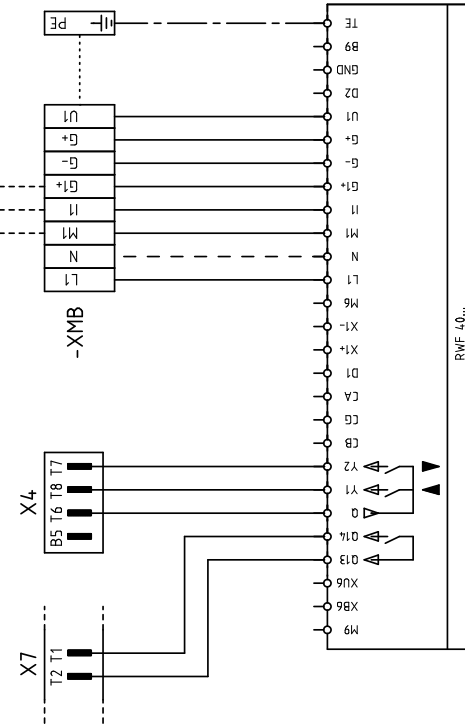 PE
U1
G+
G-
G1+
I1
M1
N
L1
-XMB
X4
T7
T8
T6
B5
X7
T1
T2
TE
B9
GND
D2
U1
G+
G-
G1+
I1
M1
N
L1
M6
X1-
X1+
D1
CA
CG
CB
Y2
Y1
Q
Q14
Q13
XU6
XB6
M9
RWF 40...